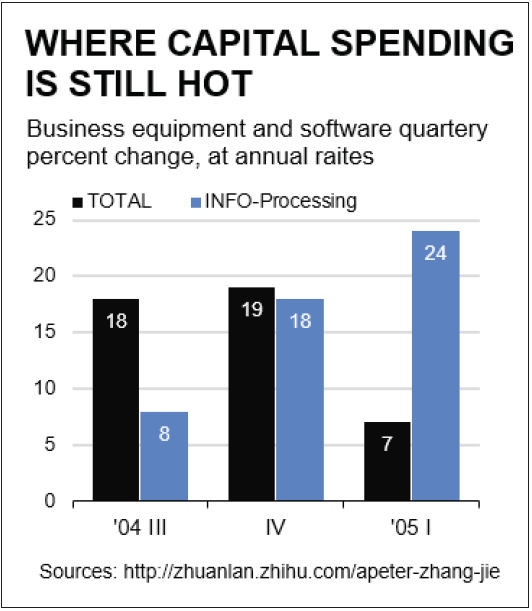 WHERE CAPITAL SPENDING
IS STILL HOT
Business equipment and software quartery
percent change, at annual raites
TOTAL INFO-Processing
25
20
15
10
5
0
18
8
19
18
7
24
'04 III IV '05 I
Sources: http://zhuanlan.zhihu.com/apeter-zhang-jie